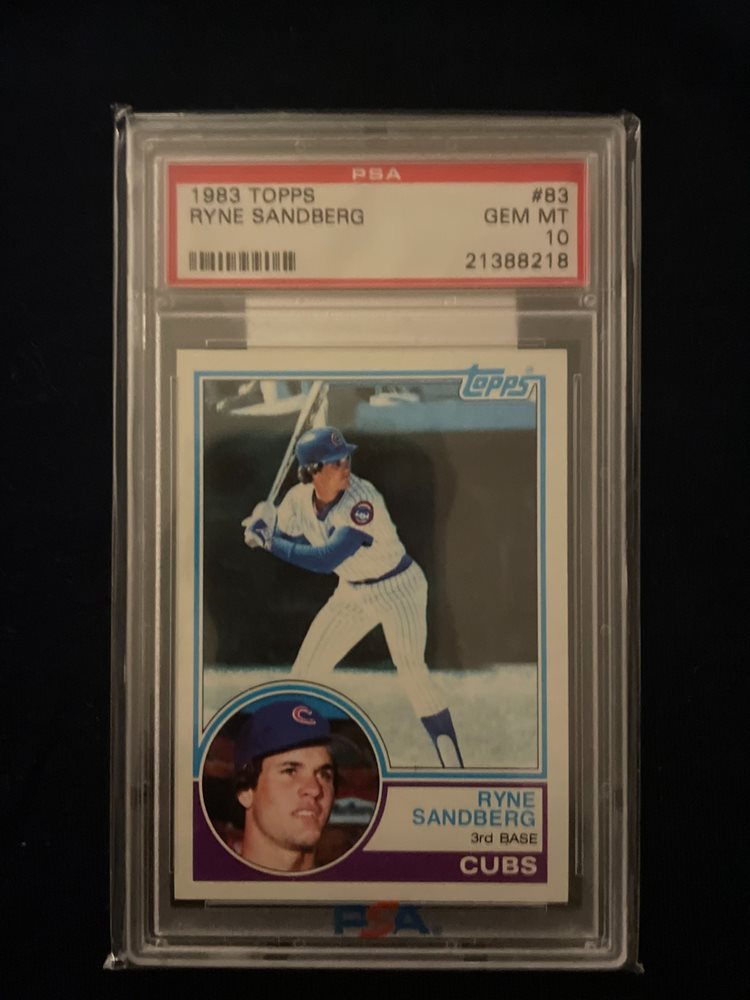 PSA
1983 TOPPS #83
RYNE SANDBERG GEM MT
10
21388218
Topps
C
C
RYNE
SANDBERG
3rd BASE
CUBS
PSA